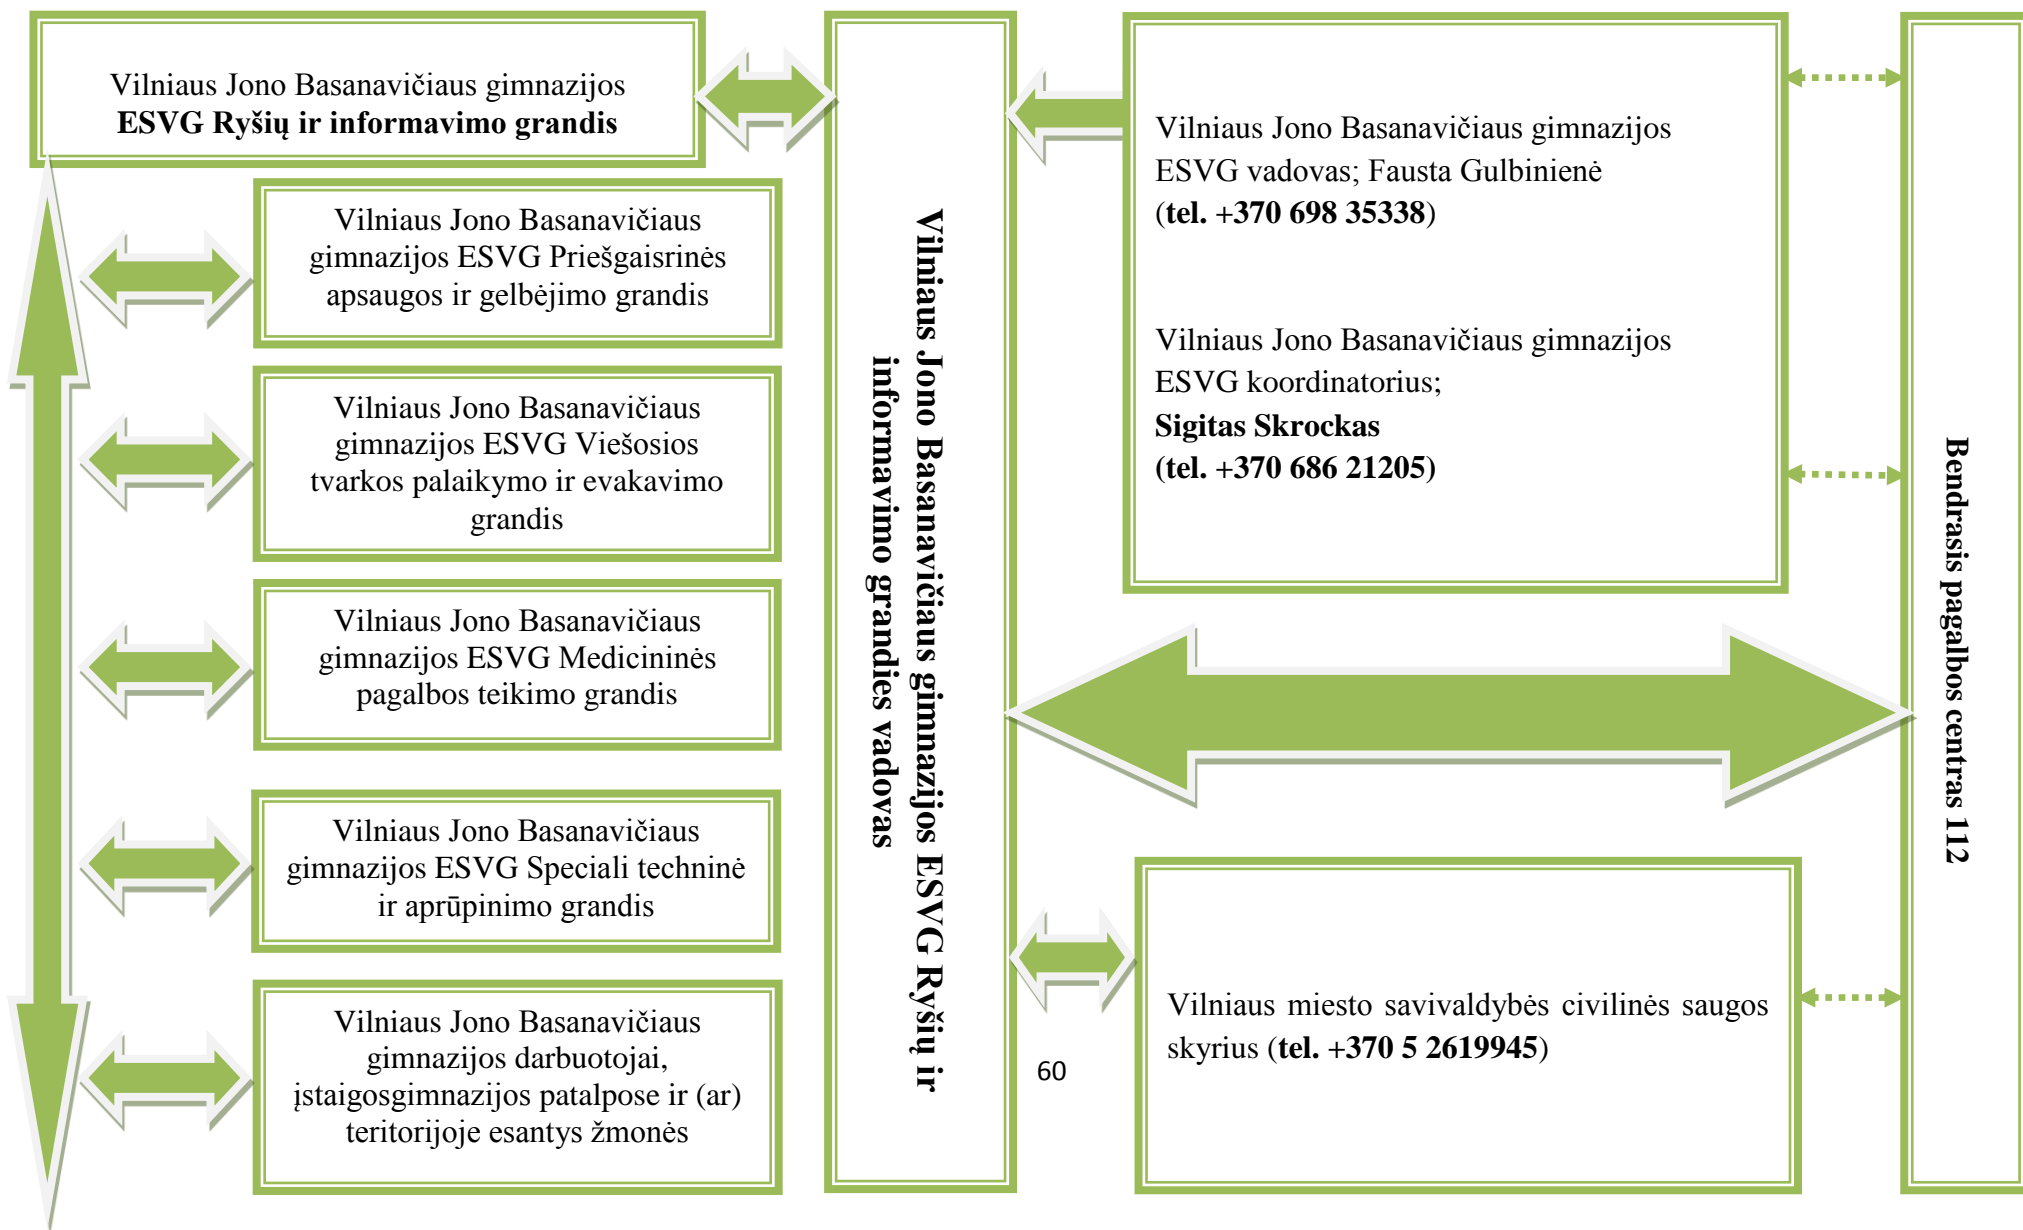 Vilniaus Jono Basanavičiaus gimnazijos
ESVG Ryšių ir informavimo grandis
Vilniaus Jono Basanavičiaus
gimnazijos ESVG Priešgaisrinės
apsaugos ir gelbėjimo grandis
Vilniaus Jono Basanavičiaus
gimnazijos ESVG Viešosios
tvarkos palaikymo ir evakavimo
grandis
Vilniaus Jono Basanavičiaus
gimnazijos ESVG Medicininės
pagalbos teikimo grandis
Vilniaus Jono Basanavičiaus
gimnazijos ESVG Speciali techninė
ir aprūpinimo grandis
Vilniaus Jono Basanavičiaus
gimnazijos darbuotojai,
įstaigosgimnazijos patalpose ir (ar)
teritorijoje esantys žmonės
Vilniaus Jono Basanavičiaus gimnazijos ESVG Ryšių ir
informavimo grandies vadovas
Vilniaus Jono Basanavičiaus gimnazijos
ESVG vadovas; Fausta Gulbinienė
(tel. +370 698 35338)
Vilniaus Jono Basanavičiaus gimnazijos
ESVG koordinatorius;
Sigitas Skrockas
(tel. +370 686 21205)
Vilniaus miesto savivaldybės civilinės saugos
skyrius (tel. +370 5 2619945)
Bendrasis pagalbos centras 112
60